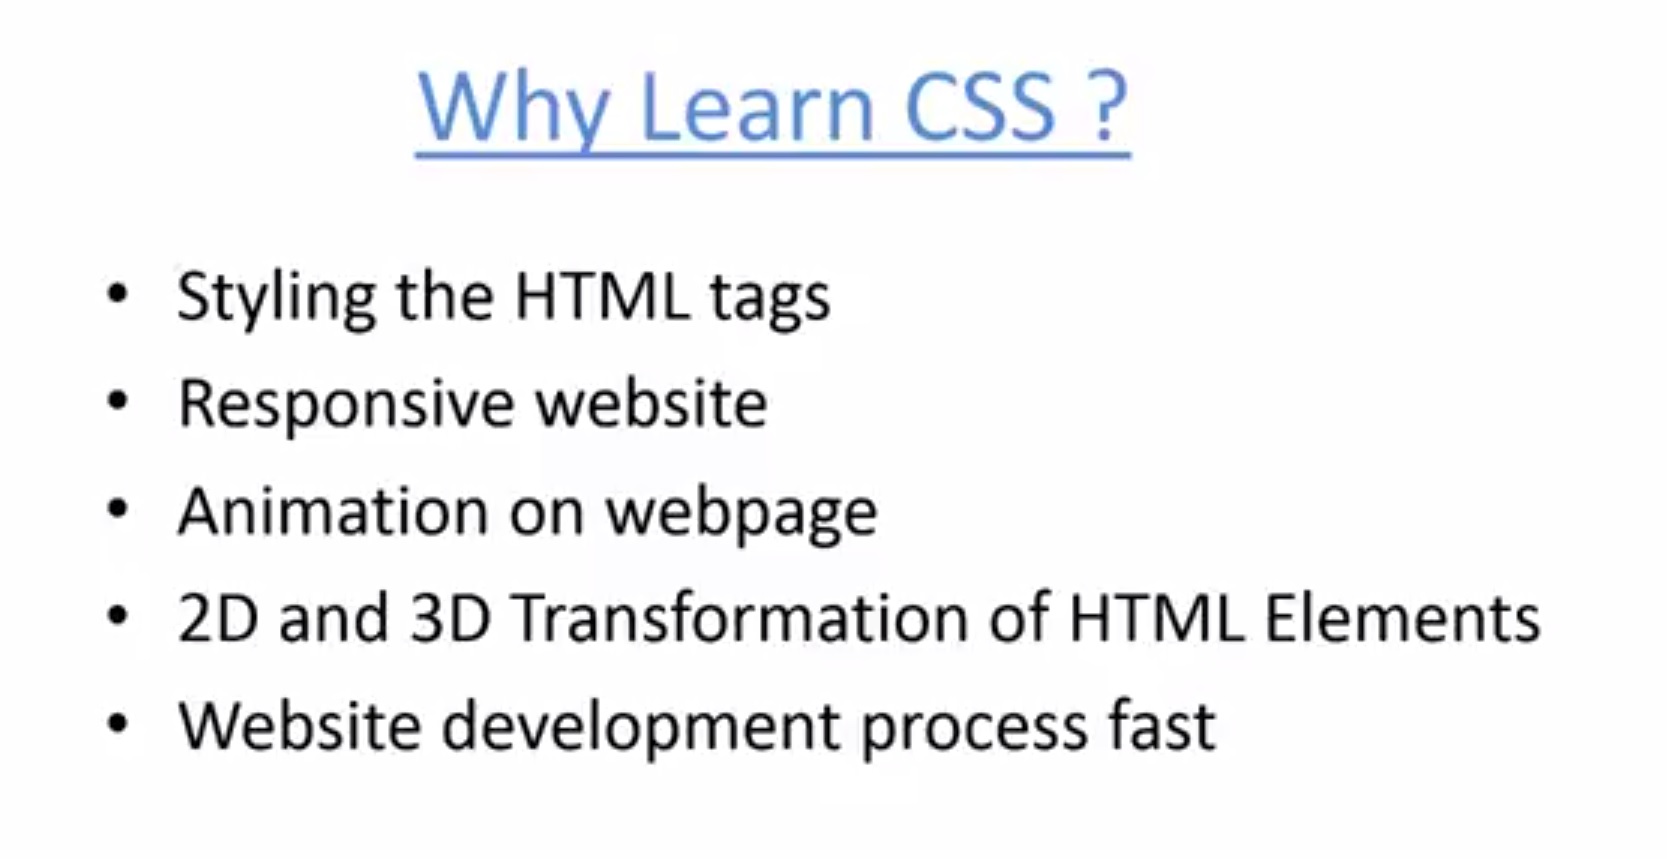 Why Learn CSS ?
• Styling the HTML tags
• Responsive website
• Animation on webpage
• 2D and 3D Transformation of HTML Elements
• Website development process fast